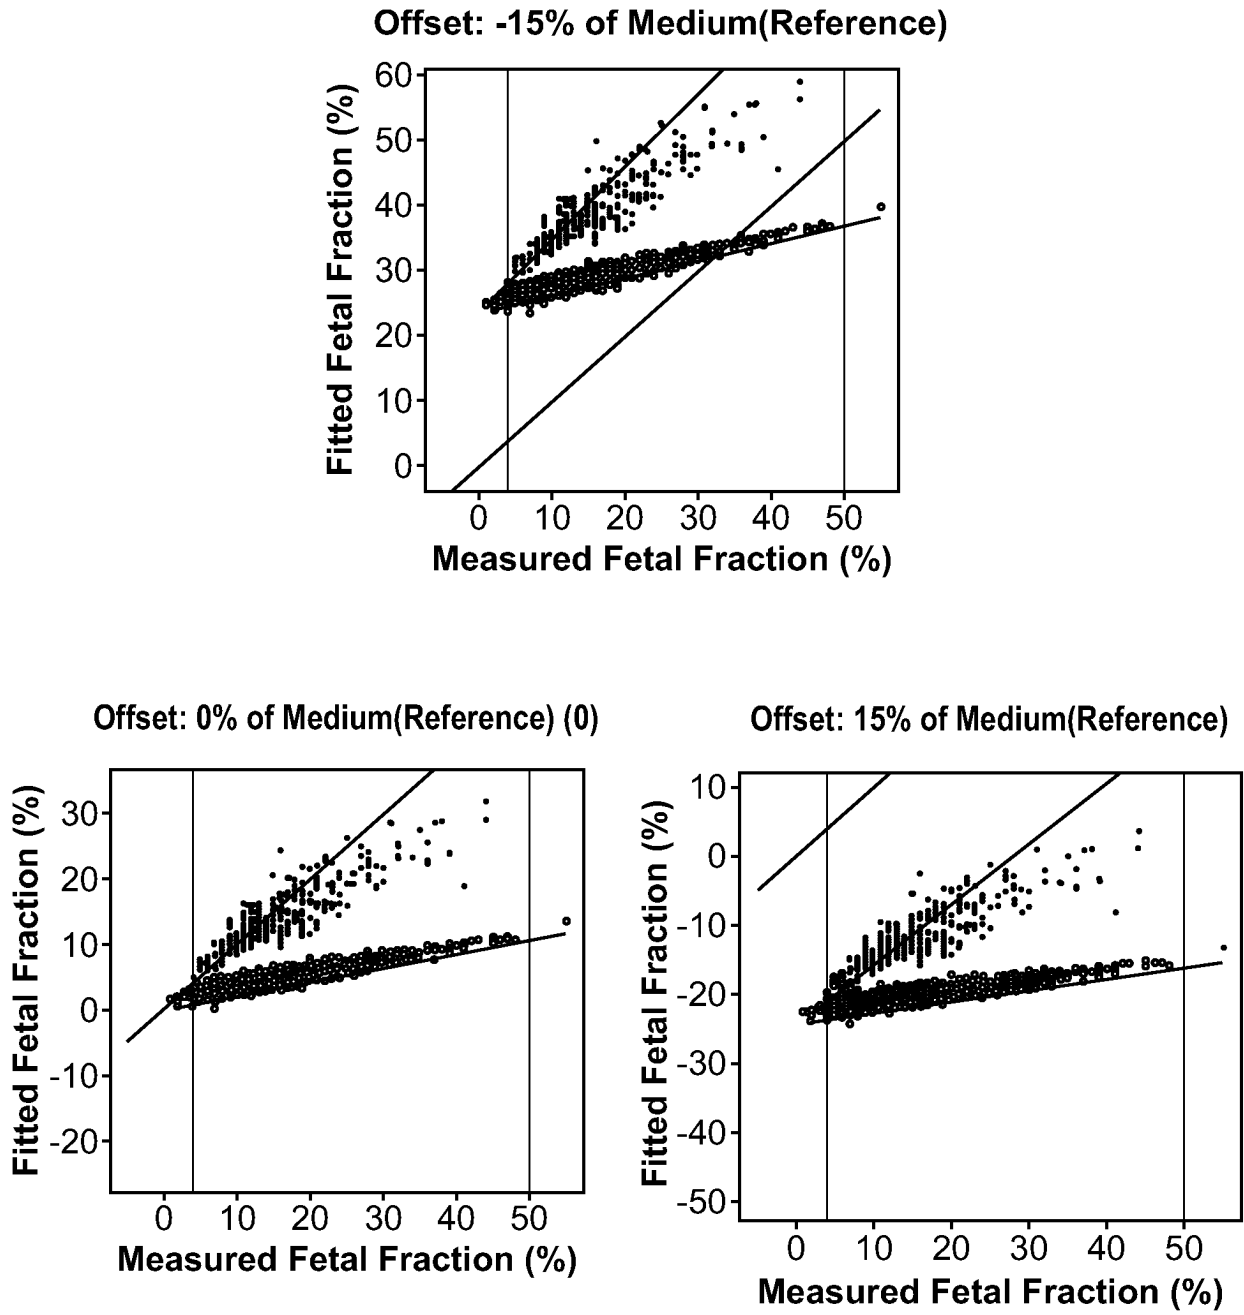 Offset: -15% of Medium(Reference)
Fitted Fetal Fraction (%)
60
50
40
30
20
10
0
0 10 20 30 40 50
Measured Fetal Fraction (%)
Offset: 0% of Medium(Reference) (0)
Fitted Fetal Fraction (%)
30
20
10
0
-10
-20
0 10 20 30 40 50
Measured Fetal Fraction (%)
Offset: 15% of Medium(Reference)
Fitted Fetal Fraction (%)
10
0
-10
-20
-30
-40
-50
0 10 20 30 40 50
Measured Fetal Fraction (%)